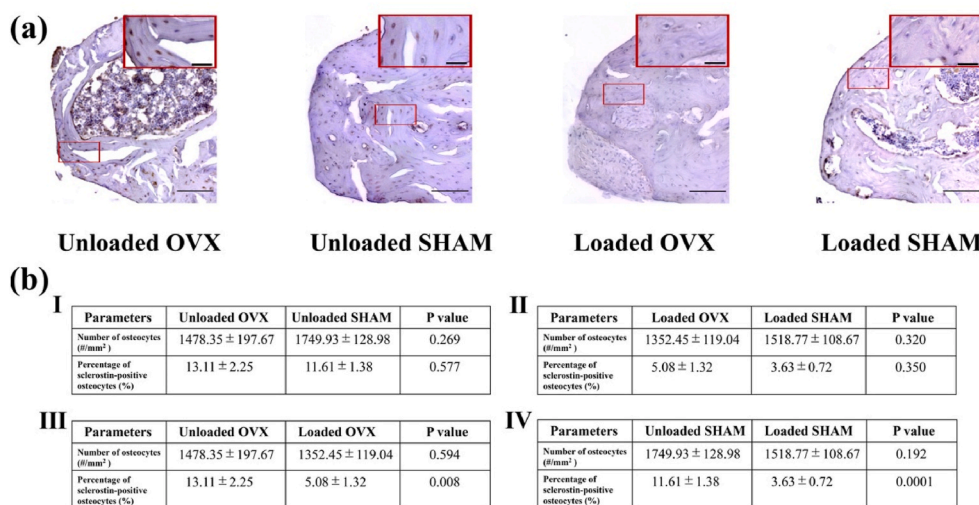 (a)
Unloaded OVX Unloaded SHAM Loaded OVX Loaded SHAM
(b)
I
Parameters Unloaded OVX Unloaded SHAM P value
Number of osteocytes (#/mm²) 1478.35 ± 197.67 1749.93 ± 128.98 0.269
Percentage of sclerostin-positive osteocytes (%) 13.11 ± 2.25 11.61 ± 1.38 0.577
II
Parameters Loaded OVX Loaded SHAM P value
Number of osteocytes (#/mm²) 1352.45 ± 119.04 1518.77 ± 108.67 0.320
Percentage of sclerostin-positive osteocytes (%) 5.08 ± 1.32 3.63 ± 0.72 0.350
III
Parameters Unloaded OVX Loaded OVX P value
Number of osteocytes (#/mm²) 1478.35 ± 197.67 1352.45 ± 119.04 0.594
Percentage of sclerostin-positive osteocytes (%) 13.11 ± 2.25 5.08 ± 1.32 0.008
IV
Parameters Unloaded SHAM Loaded SHAM P value
Number of osteocytes (#/mm²) 1749.93 ± 128.98 1518.77 ± 108.67 0.192
Percentage of sclerostin-positive osteocytes (%) 11.61 ± 1.38 3.63 ± 0.72 0.0001